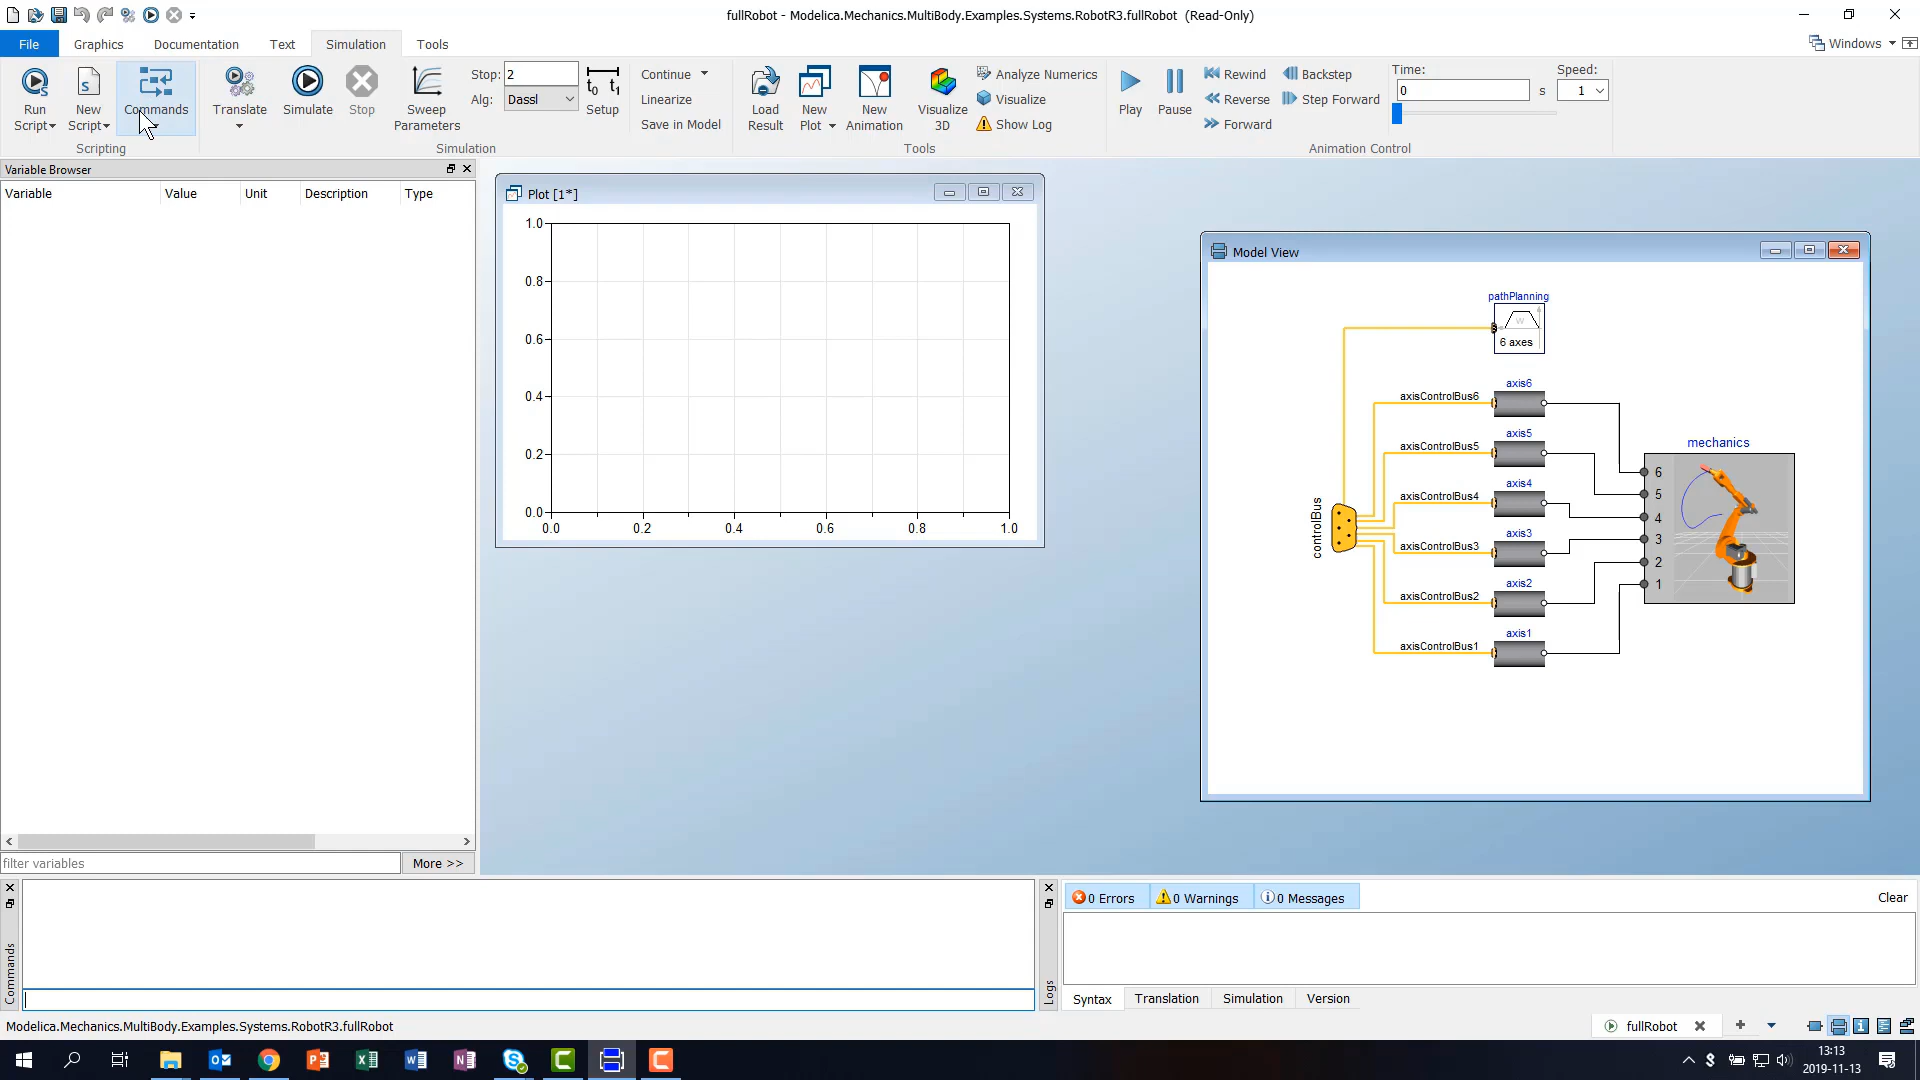 fullRobot - Modelica.Mechanics.MultiBody.Examples.Systems.RobotR3.fullRobot (Read-Only)
File Graphics Documentation Text Simulation Tools Windows
Run Script New Script Commands Translate Simulate Stop Sweep Parameters
Stop: 2
Alg: Dassl
t0 t1 Setup
Continue
Linearize
Save in Model
Load Result New Plot New Animation Visualize 3D
Analyze Numerics
Visualize
Show Log
Play Pause
Rewind Backstep
Reverse Step Forward
Forward
Time: Speed:
0 s 1
Scripting Simulation Tools Animation Control
Variable Browser
Variable Value Unit Description Type
Plot [1*]
1.0
0.8
0.6
0.4
0.2
0.0
0.0 0.2 0.4 0.6 0.8 1.0
Model View
pathPlanning
w
6 axes
axis6
axisControlBus6
axis5
axisControlBus5
axis4
axisControlBus4
axis3
axisControlBus3
axis2
axisControlBus2
axis1
axisControlBus1
controlBus
mechanics
6
5
4
3
2
1
filter variables More >>
Commands
Logs
0 Errors 0 Warnings 0 Messages Clear
Syntax Translation Simulation Version
Modelica.Mechanics.MultiBody.Examples.Systems.RobotR3.fullRobot
fullRobot
13:13
2019-11-13